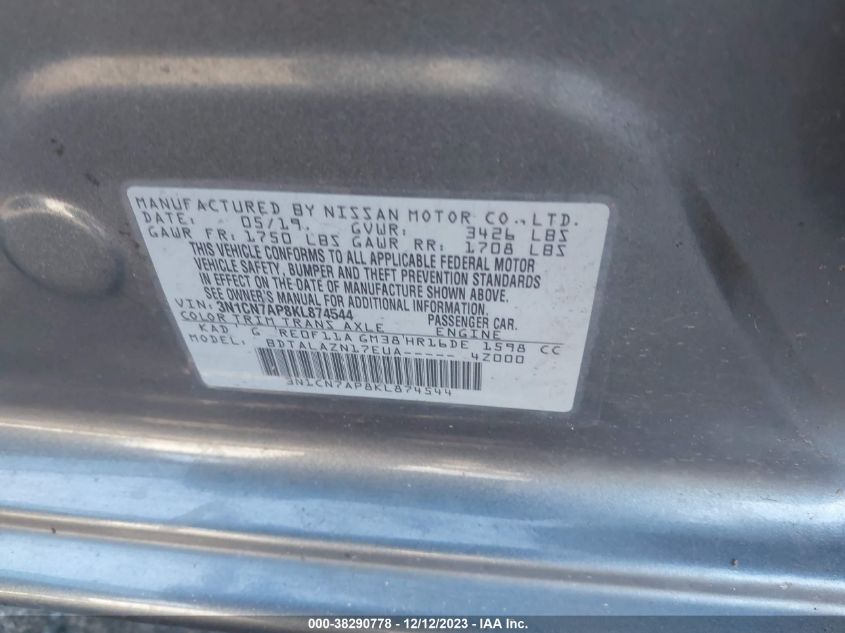 MANUFACTURED BY NISSAN MOTOR CO., LTD.
DATE: 05/19. GVWR: 3426 LBS
GAWR FR: 1750 LBS GAWR RR: 1708 LBS
THIS VEHICLE CONFORMS TO ALL APPLICABLE FEDERAL MOTOR
VEHICLE SAFETY, BUMPER AND THEFT PREVENTION STANDARDS
IN EFFECT ON THE DATE OF MANUFACTURE SHOWN ABOVE.
SEE OWNER'S MANUAL FOR ADDITIONAL INFORMATION.
VIN: 3N1CN7AP8KL874544 PASSENGER CAR.
COLOR TRIM TRANS AXLE ENGINE
KAD G RE0F11A GM38 HR16DE 1598 CC
MODEL: BDTALAZN17EUA----- 4Z000
3N1CN7AP8KL874544
000-38290778 - 12/12/2023 - Copyright © 2023 IAA, Inc.